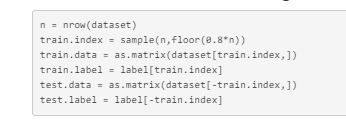 n = nrow(dataset)
train.index = sample(n,floor(0.8*n))
train.data = as.matrix(dataset[train.index,])
train.label = label[train.index]
test.data = as.matrix(dataset[-train.index,])
test.label = label[-train.index]